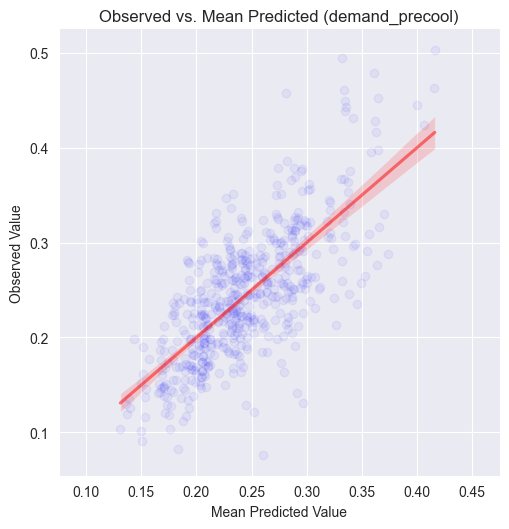 Observed vs. Mean Predicted (demand_precool)
0.5
0.4
0.3
0.2
0.1
Observed Value
0.10 0.15 0.20 0.25 0.30 0.35 0.40 0.45
Mean Predicted Value